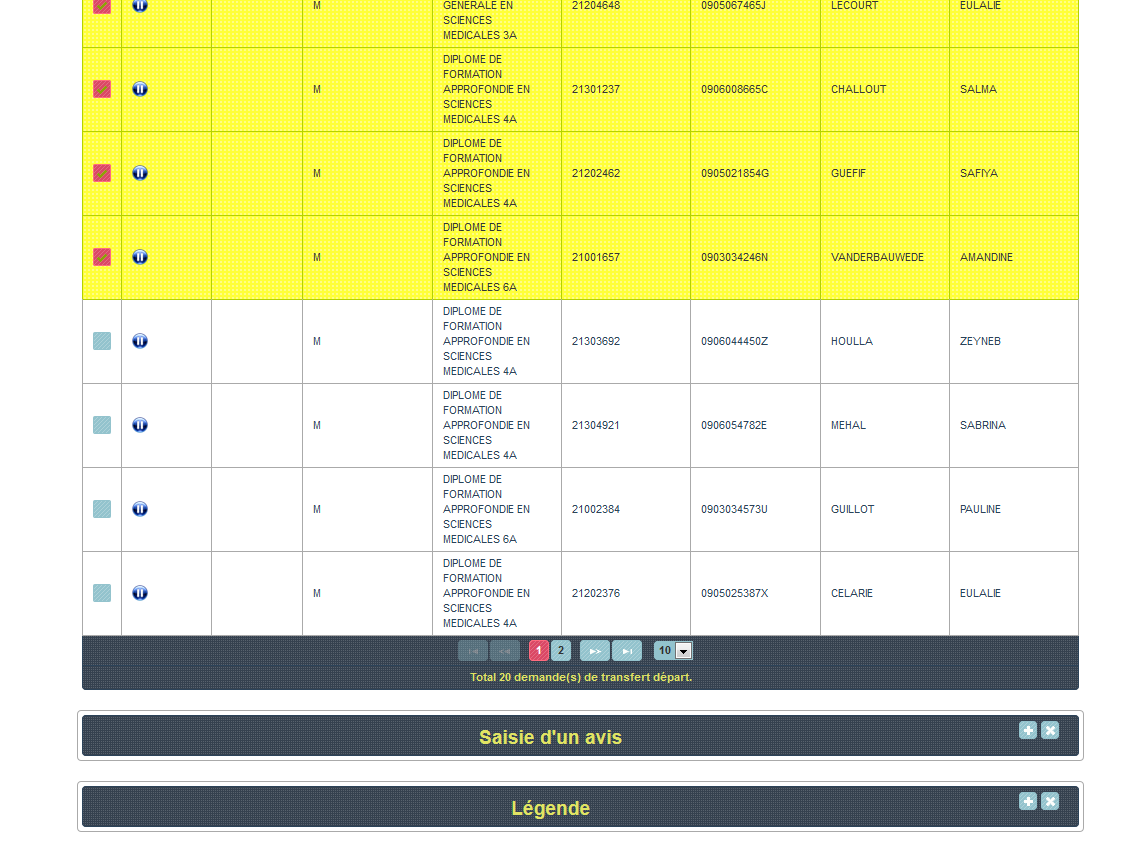 M GENERALE EN 21204648 0905067465J LECOURT EULALIE
SCIENCES
MEDICALES 3A
DIPLOME DE
FORMATION
M APPROFONDIE EN 21301237 0906008665C CHALLOUT SALMA
SCIENCES
MEDICALES 4A
DIPLOME DE
FORMATION
M APPROFONDIE EN 21202462 0905021854G GUEFIF SAFIYA
SCIENCES
MEDICALES 4A
DIPLOME DE
FORMATION
M APPROFONDIE EN 21001657 0903034246N VANDERBAUWEDE AMANDINE
SCIENCES
MEDICALES 6A
DIPLOME DE
FORMATION
M APPROFONDIE EN 21303692 0906044450Z HOULLA ZEYNEB
SCIENCES
MEDICALES 4A
DIPLOME DE
FORMATION
M APPROFONDIE EN 21304921 0906054782E MEHAL SABRINA
SCIENCES
MEDICALES 4A
DIPLOME DE
FORMATION
M APPROFONDIE EN 21002384 0903034573U GUILLOT PAULINE
SCIENCES
MEDICALES 6A
DIPLOME DE
FORMATION
M APPROFONDIE EN 21202376 0905025387X CELARIE EULALIE
SCIENCES
MEDICALES 4A
1 2 10
Total 20 demande(s) de transfert départ.
Saisie d'un avis
Légende